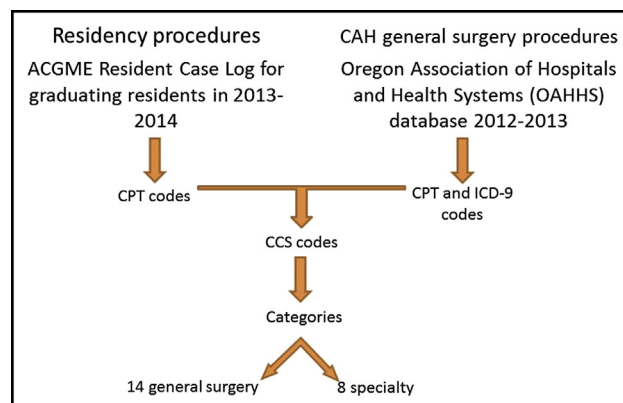 Residency procedures
ACGME Resident Case Log for
graduating residents in 2013-
2014
CAH general surgery procedures
Oregon Association of Hospitals
and Health Systems (OAHHS)
database 2012-2013
CPT codes
CPT and ICD-9
codes
CCS codes
Categories
14 general surgery
8 specialty